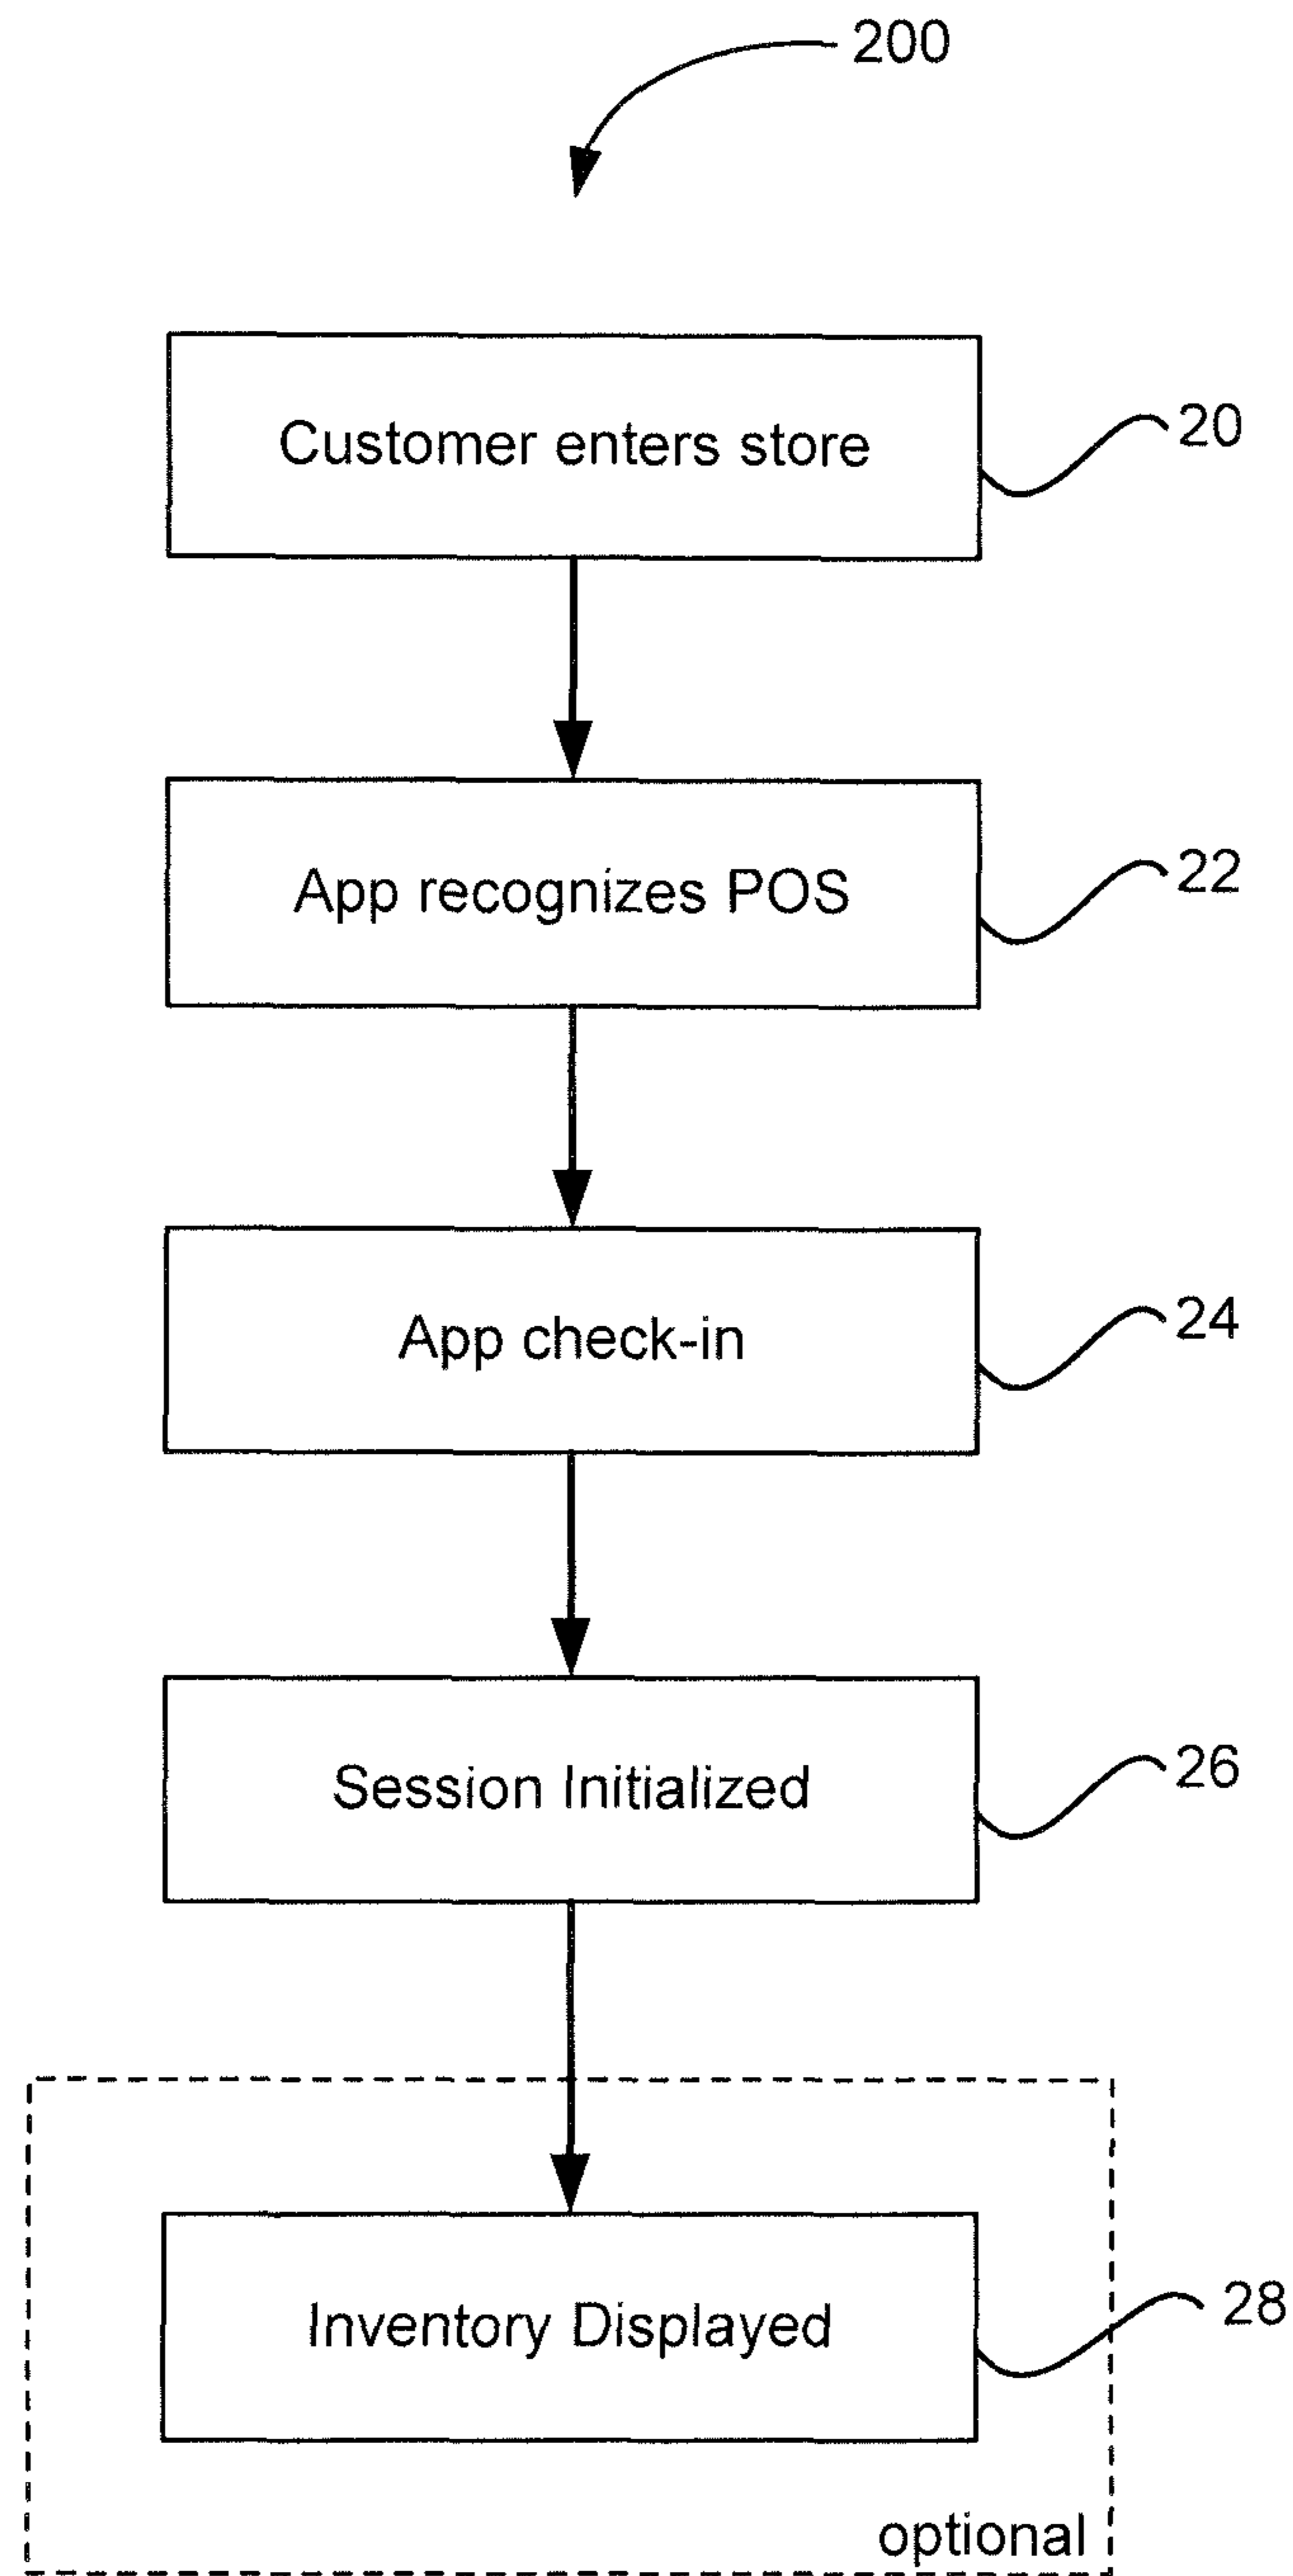 200
Customer enters store
20
App recognizes POS
22
App check-in
24
Session Initialized
26
Inventory Displayed
28
optional